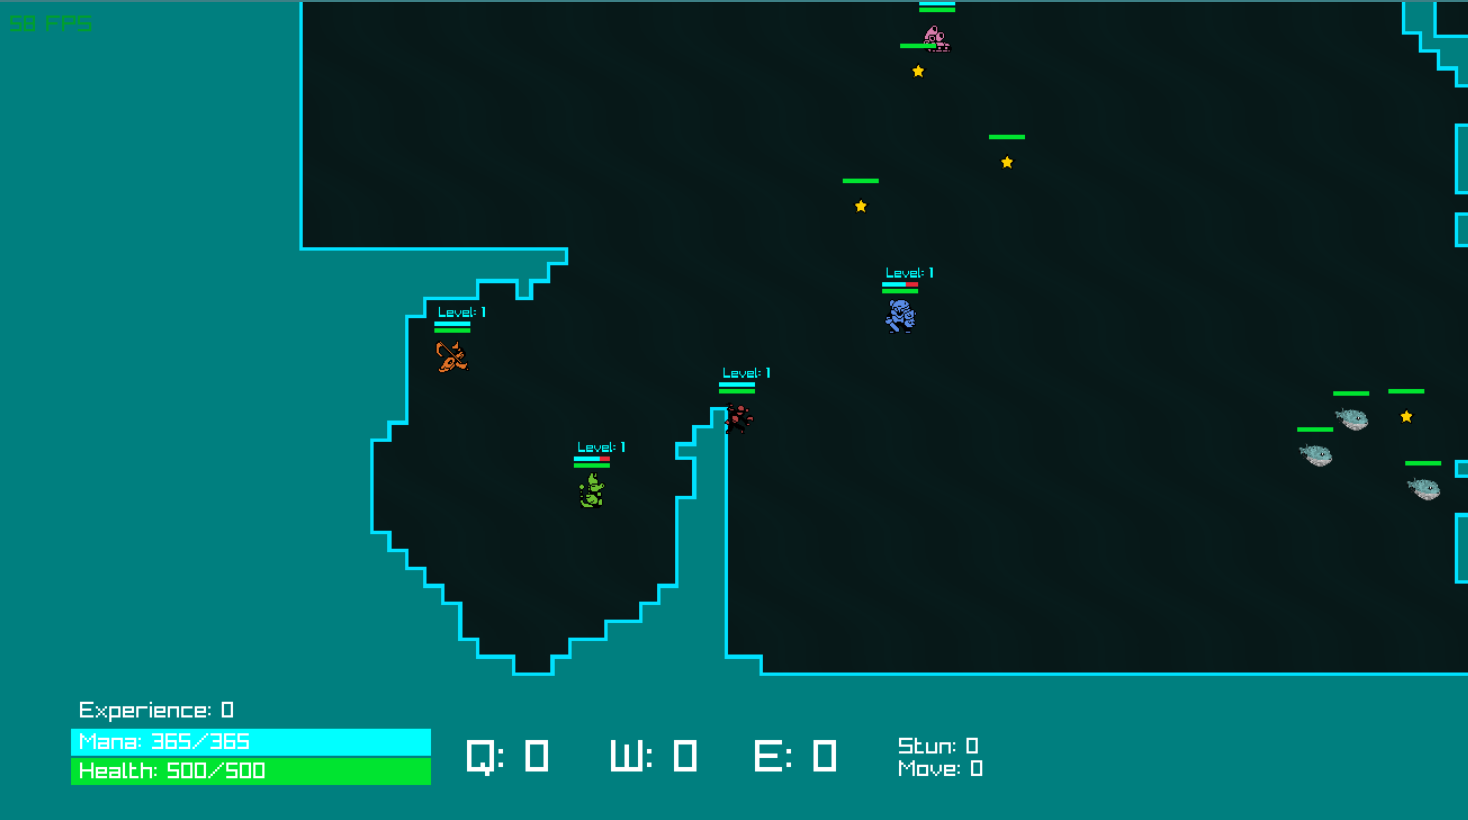 58 FPS
Level: 1
Level: 1
Level: 1
Level: 1
Experience: 0
Mana: 365/365
Health: 500/500
Q: 0
W: 0
E: 0
Stun: 0
Move: 0